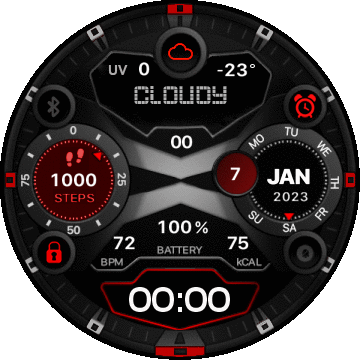 UV 0 -23°
CLOUDY
00
0
25
50
75
1000
STEPS
7
MO TU WE TH FR SA SU
JAN
2023
100%
BATTERY
72
BPM
75
kCAL
00:00